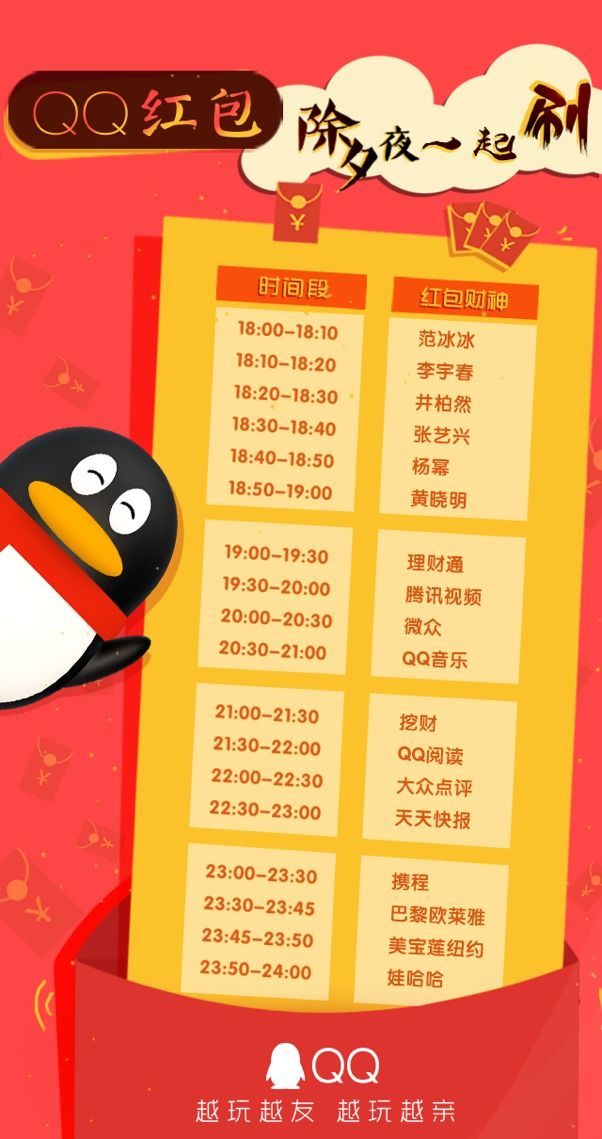 QQ红包
除夕夜一起刷
时间段 红包财神
18:00-18:10 范冰冰
18:10-18:20 李宇春
18:20-18:30 井柏然
18:30-18:40 张艺兴
18:40-18:50 杨幂
18:50-19:00 黄晓明
19:00-19:30 理财通
19:30-20:00 腾讯视频
20:00-20:30 微众
20:30-21:00 QQ音乐
21:00-21:30 挖财
21:30-22:00 QQ阅读
22:00-22:30 大众点评
22:30-23:00 天天快报
23:00-23:30 携程
23:30-23:45 巴黎欧莱雅
23:45-23:50 美宝莲纽约
23:50-24:00 娃哈哈
QQ
越玩越友 越玩越亲